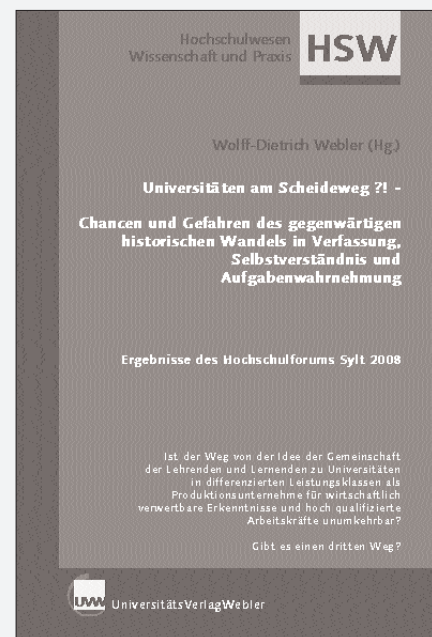 Hochschulwesen
Wissenschaft und Praxis
HSW
Wolff-Dietrich Webler (Hg.)
Universitäten am Scheideweg ?! -
Chancen und Gefahren des gegenwärtigen
historischen Wandels in Verfassung,
Selbstverständnis und
Aufgabenwahrnehmung
Ergebnisse des Hochschulforums Sylt 2008
Ist der Weg von der Idee der Gemeinschaft
der Lehrenden und Lernenden zu Universitäten
in differenzierten Leistungsklassen als
Produktionsunternehme für wirtschaftlich
verwertbare Erkenntnisse und hoch qualifizierte
Arbeitskräfte unumkehrbar?
Gibt es einen dritten Weg?
UVW UniversitätsVerlagWebler